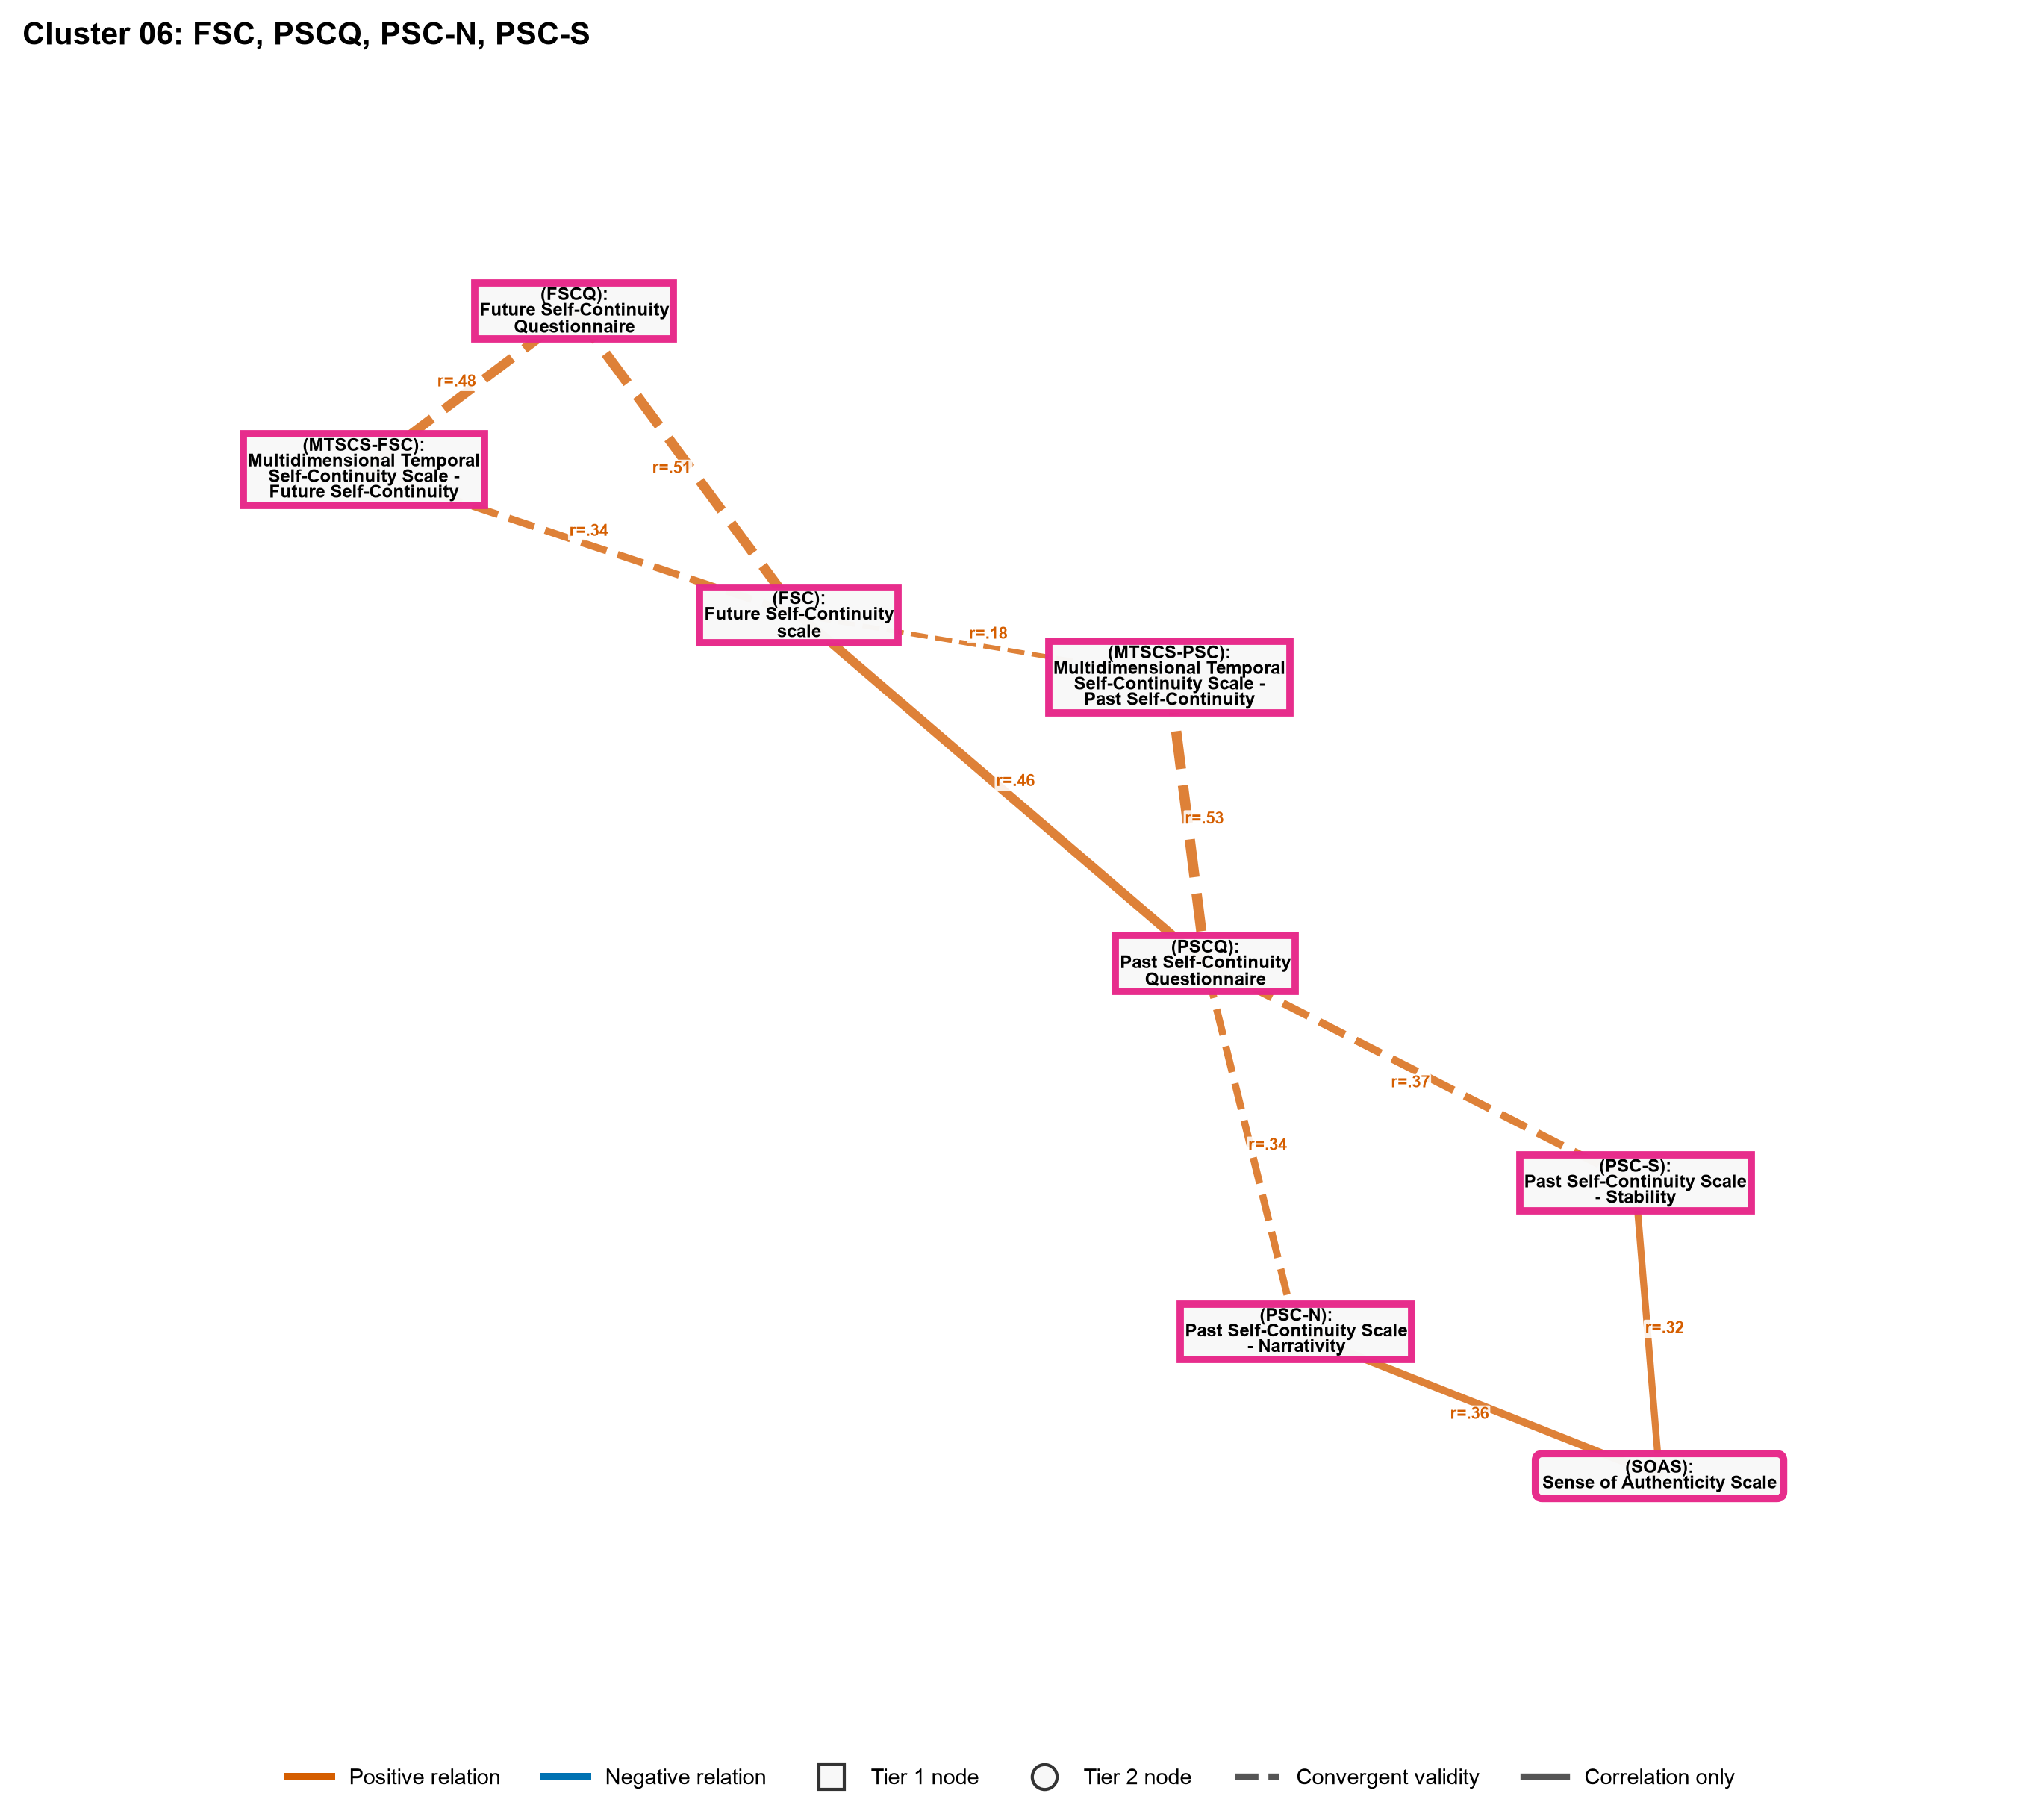 Cluster 06: FSC, PSCQ, PSC-N, PSC-S
(FSCQ):
Future Self-Continuity
Questionnaire
r=.48
(MTSCS-FSC):
Multidimensional Temporal
Self-Continuity Scale -
Future Self-Continuity
r=.51
r=.34
(FSC):
Future Self-Continuity
scale
r=.18
(MTSCS-PSC):
Multidimensional Temporal
Self-Continuity Scale -
Past Self-Continuity
r=.46
r=.53
(PSCQ):
Past Self-Continuity
Questionnaire
r=.37
r=.34
(PSC-S):
Past Self-Continuity Scale
- Stability
(PSC-N):
Past Self-Continuity Scale
- Narrativity
r=.32
r=.36
(SOAS):
Sense of Authenticity Scale
Positive relation
Negative relation
Tier 1 node
Tier 2 node
Convergent validity
Correlation only